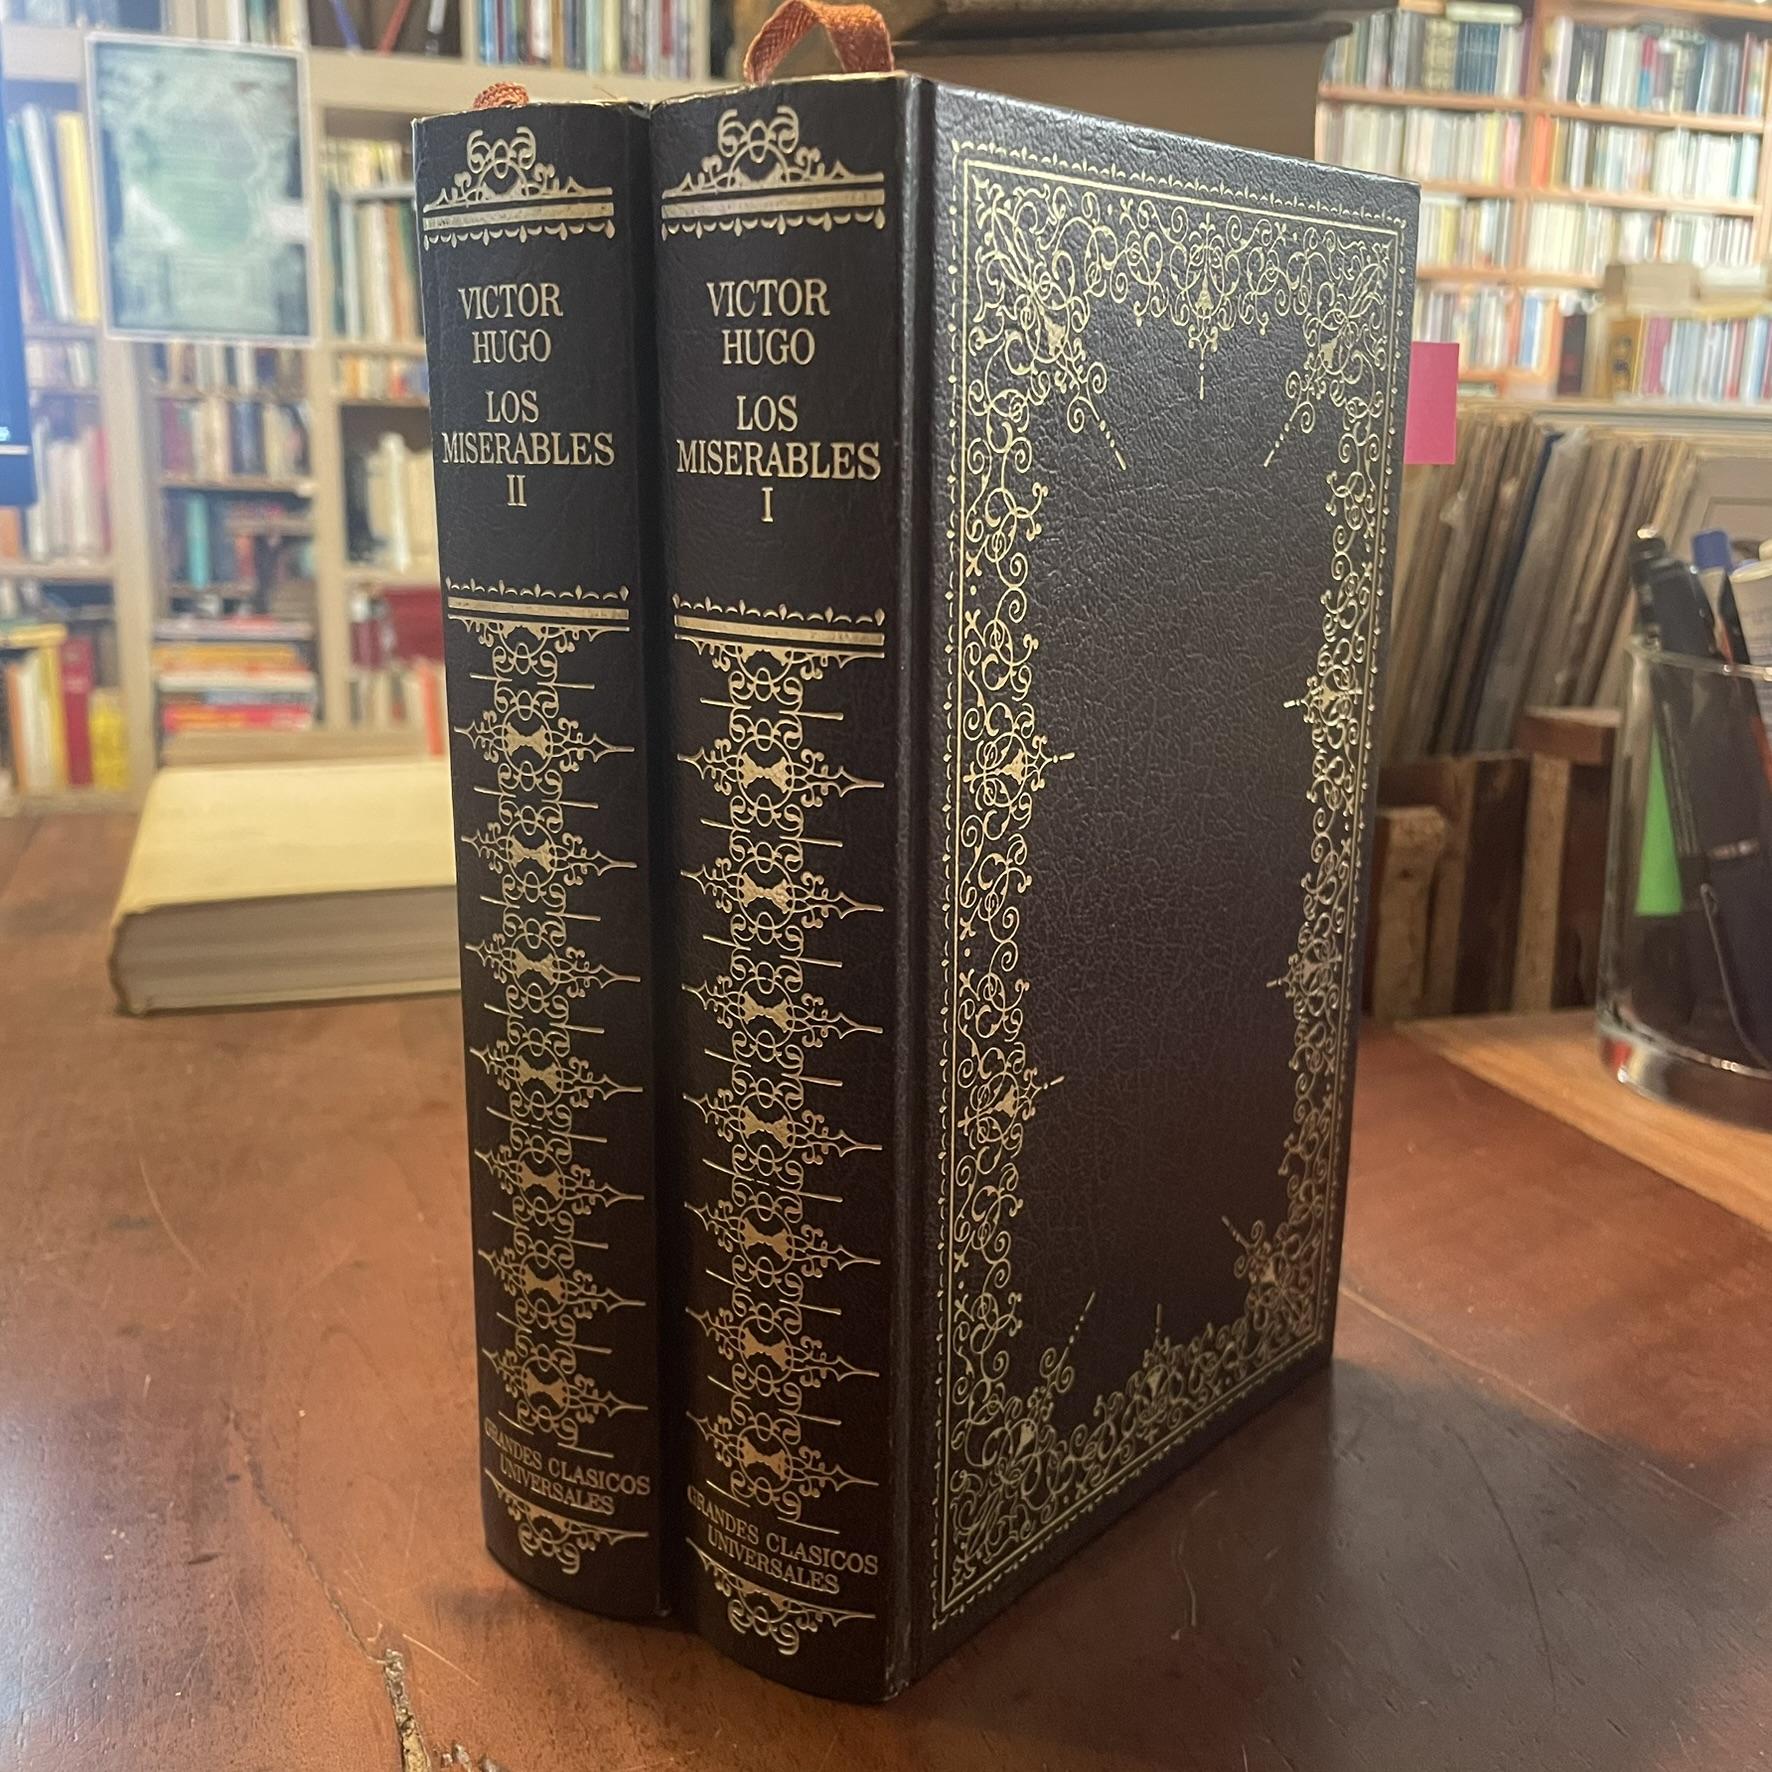 VICTOR
HUGO
LOS
MISERABLES
II
GRANDES CLASICOS
UNIVERSALES
VICTOR
HUGO
LOS
MISERABLES
I
GRANDES CLASICOS
UNIVERSALES